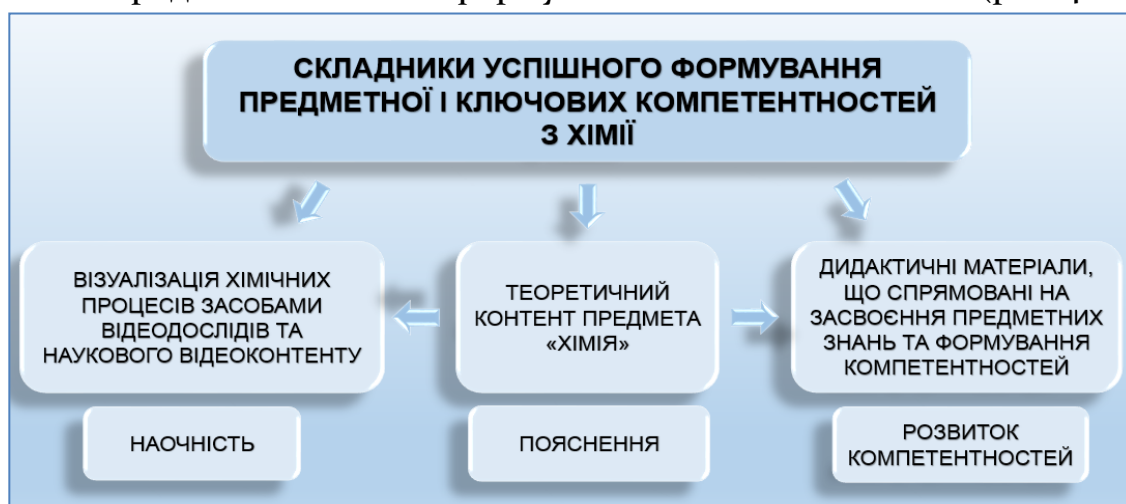 СКЛАДНИКИ УСПІШНОГО ФОРМУВАННЯ
ПРЕДМЕТНОЇ І КЛЮЧОВИХ КОМПЕТЕНТНОСТЕЙ
З ХІМІЇ
ВІЗУАЛІЗАЦІЯ ХІМІЧНИХ
ПРОЦЕСІВ ЗАСОБАМИ
ВІДЕОДОСЛІДІВ ТА
НАУКОВОГО ВІДЕОКОНТЕНТУ
ТЕОРЕТИЧНИЙ
КОНТЕНТ ПРЕДМЕТА
«ХІМІЯ»
ДИДАКТИЧНІ МАТЕРІАЛИ,
ЩО СПРЯМОВАНІ НА
ЗАСВОЄННЯ ПРЕДМЕТНИХ
ЗНАНЬ ТА ФОРМУВАННЯ
КОМПЕТЕНТНОСТЕЙ
НАОЧНІСТЬ
ПОЯСНЕННЯ
РОЗВИТОК
КОМПЕТЕНТНОСТЕЙ